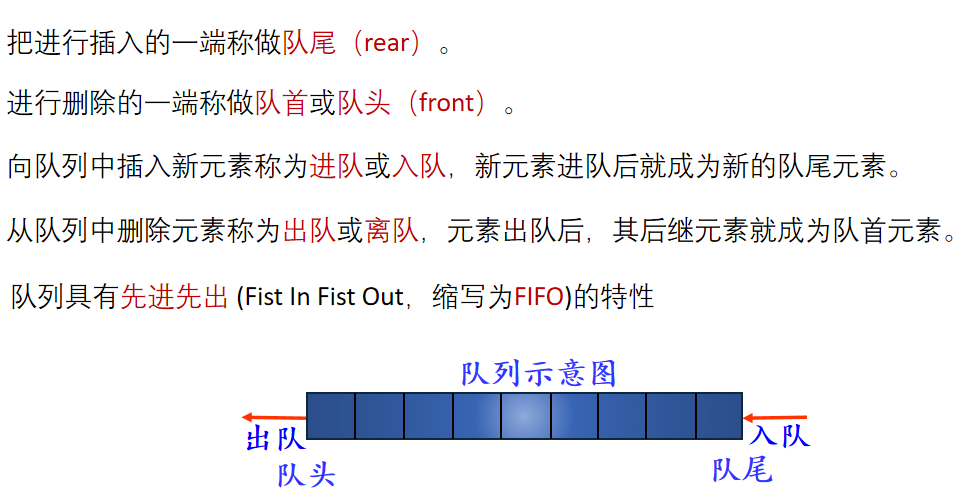 把进行插入的一端称做队尾（rear）。
进行删除的一端称做队首或队头（front）。
向队列中插入新元素称为进队或入队，新元素进队后就成为新的队尾元素。
从队列中删除元素称为出队或离队，元素出队后，其后继元素就成为队首元素。
队列具有先进先出 (Fist In Fist Out，缩写为FIFO)的特性
队列示意图
出队
入队
队头
队尾